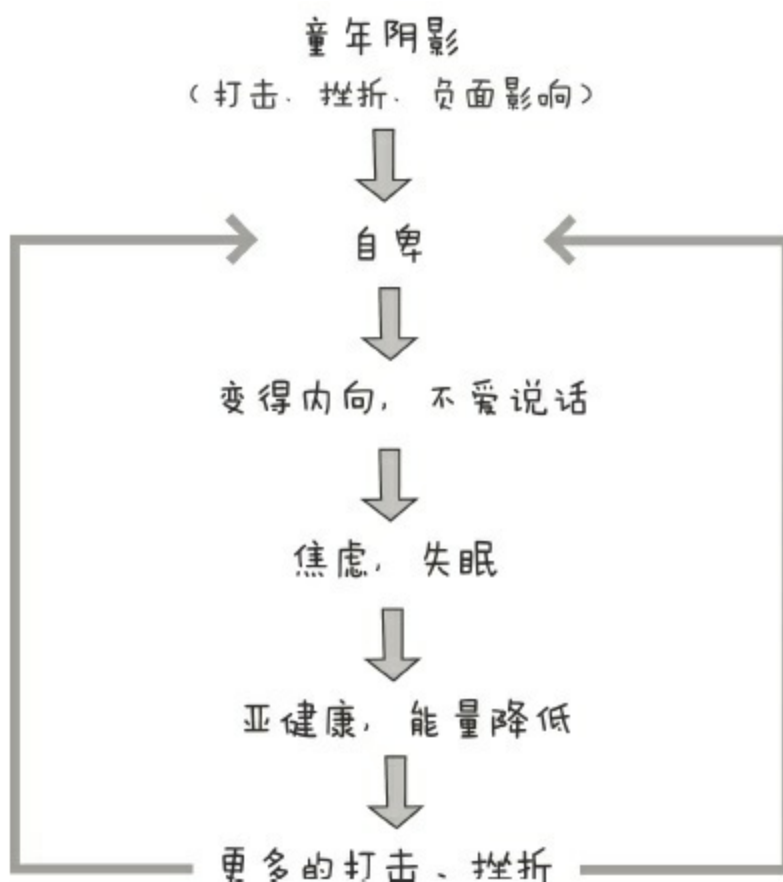 童年阴影
（打击、挫折、负面影响）
自卑
变得内向，不爱说话
焦虑，失眠
亚健康，能量降低
更多的打击、挫折